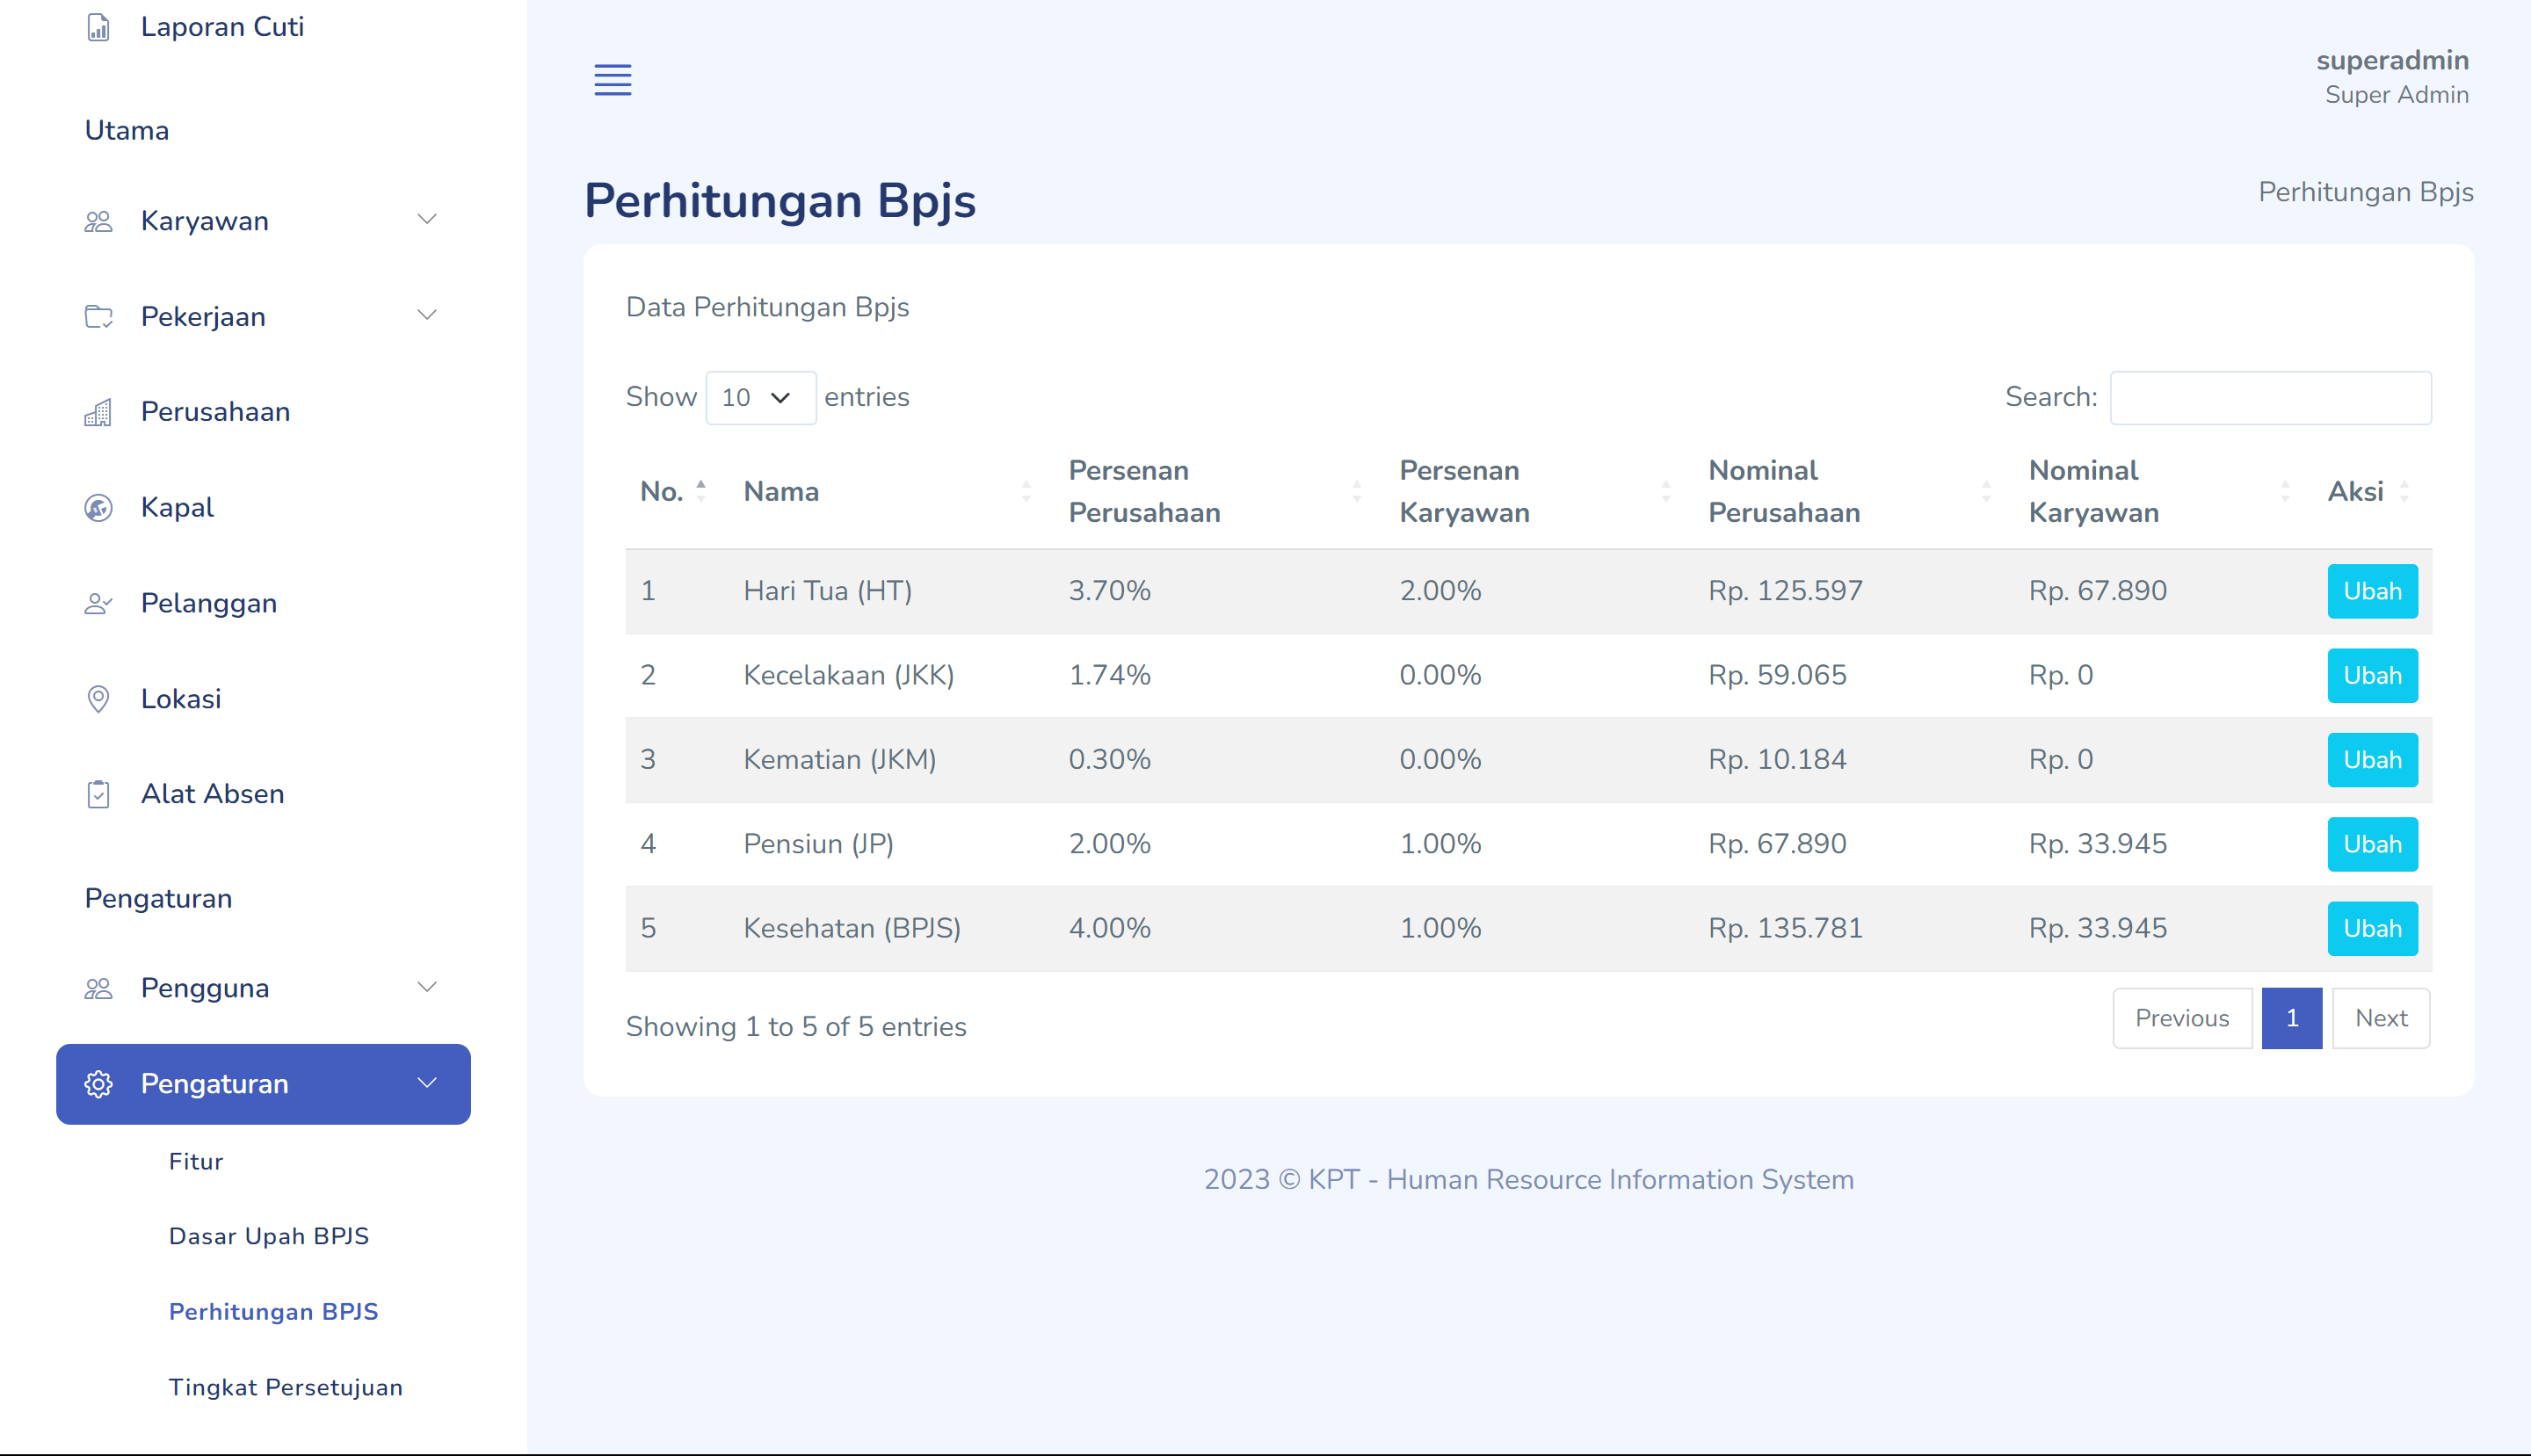 Laporan Cuti
Utama
Karyawan
Pekerjaan
Perusahaan
Kapal
Pelanggan
Lokasi
Alat Absen
Pengaturan
Pengguna
Pengaturan
Fitur
Dasar Upah BPJS
Perhitungan BPJS
Tingkat Persetujuan
superadmin
Super Admin
Perhitungan Bpjs
Perhitungan Bpjs
Data Perhitungan Bpjs
Show 10 entries
Search:
No. Nama Persenan Perusahaan Persenan Karyawan Nominal Perusahaan Nominal Karyawan Aksi
1 Hari Tua (HT) 3.70% 2.00% Rp. 125.597 Rp. 67.890 Ubah
2 Kecelakaan (JKK) 1.74% 0.00% Rp. 59.065 Rp. 0 Ubah
3 Kematian (JKM) 0.30% 0.00% Rp. 10.184 Rp. 0 Ubah
4 Pensiun (JP) 2.00% 1.00% Rp. 67.890 Rp. 33.945 Ubah
5 Kesehatan (BPJS) 4.00% 1.00% Rp. 135.781 Rp. 33.945 Ubah
Showing 1 to 5 of 5 entries
Previous 1 Next
2023 © KPT - Human Resource Information System